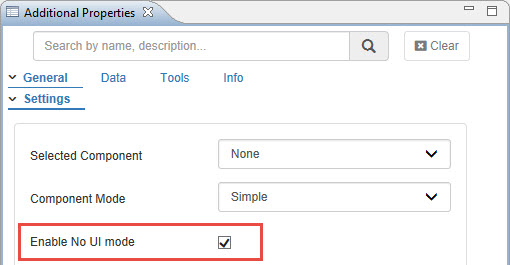 Additional Properties
Search by name, description...
Clear
General Data Tools Info
Settings
Selected Component None
Component Mode Simple
Enable No UI mode